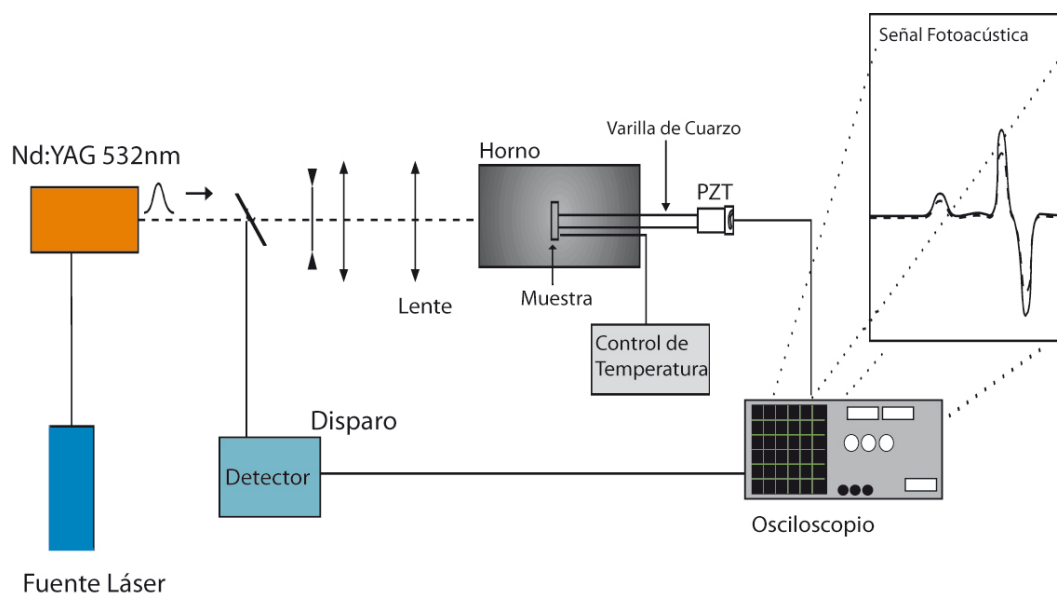 Señal Fotoacústica
Varilla de Cuarzo
Nd:YAG 532nm
Horno
PZT
Lente
Muestra
Control de
Temperatura
Disparo
Detector
Osciloscopio
Fuente Láser